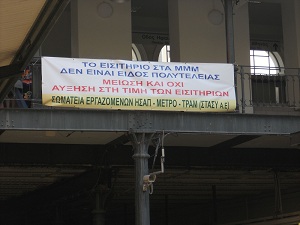 ΤΟ ΕΙΣΙΤΗΡΙΟ ΣΤΑ ΜΜΜ
ΔΕΝ ΕΙΝΑΙ ΕΙΔΟΣ ΠΟΛΥΤΕΛΕΙΑΣ
ΜΕΙΩΣΗ ΚΑΙ ΟΧΙ
ΑΥΞΗΣΗ ΣΤΗ ΤΙΜΗ ΤΩΝ ΕΙΣΙΤΗΡΙΩΝ
ΣΩΜΑΤΕΙΑ ΕΡΓΑΖΟΜΕΝΩΝ ΗΣΑΠ - ΜΕΤΡΟ - ΤΡΑΜ (ΣΤΑΣΥ Α.Ε)